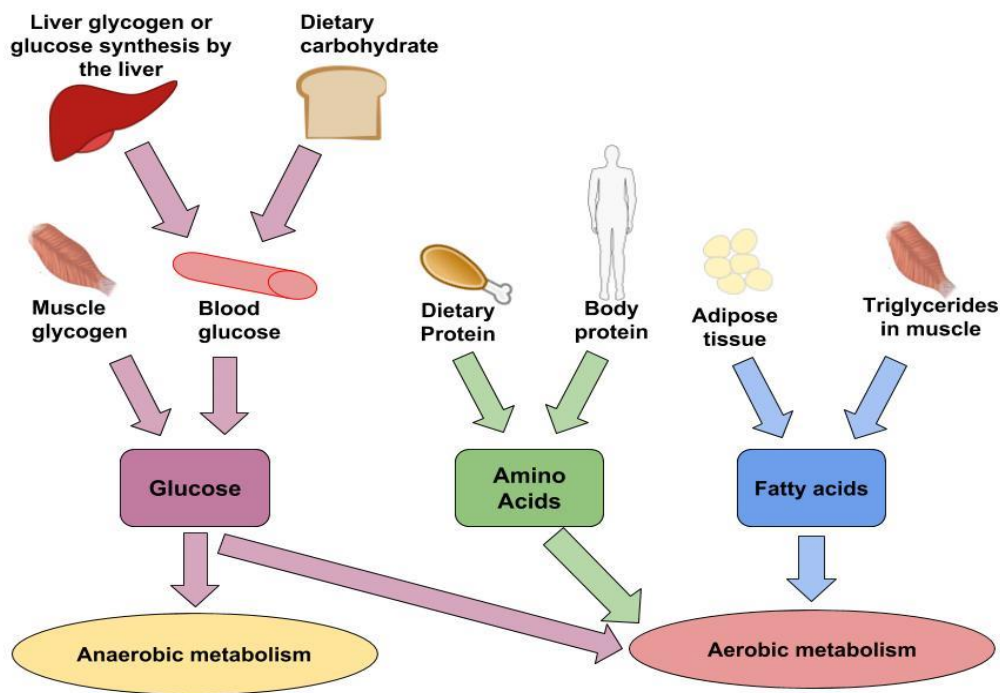 Liver glycogen or
glucose synthesis by
the liver
Dietary
carbohydrate
Muscle
glycogen
Blood
glucose
Dietary
Protein
Body
protein
Adipose
tissue
Triglycerides
in muscle
Glucose
Amino
Acids
Fatty acids
Anaerobic metabolism
Aerobic metabolism